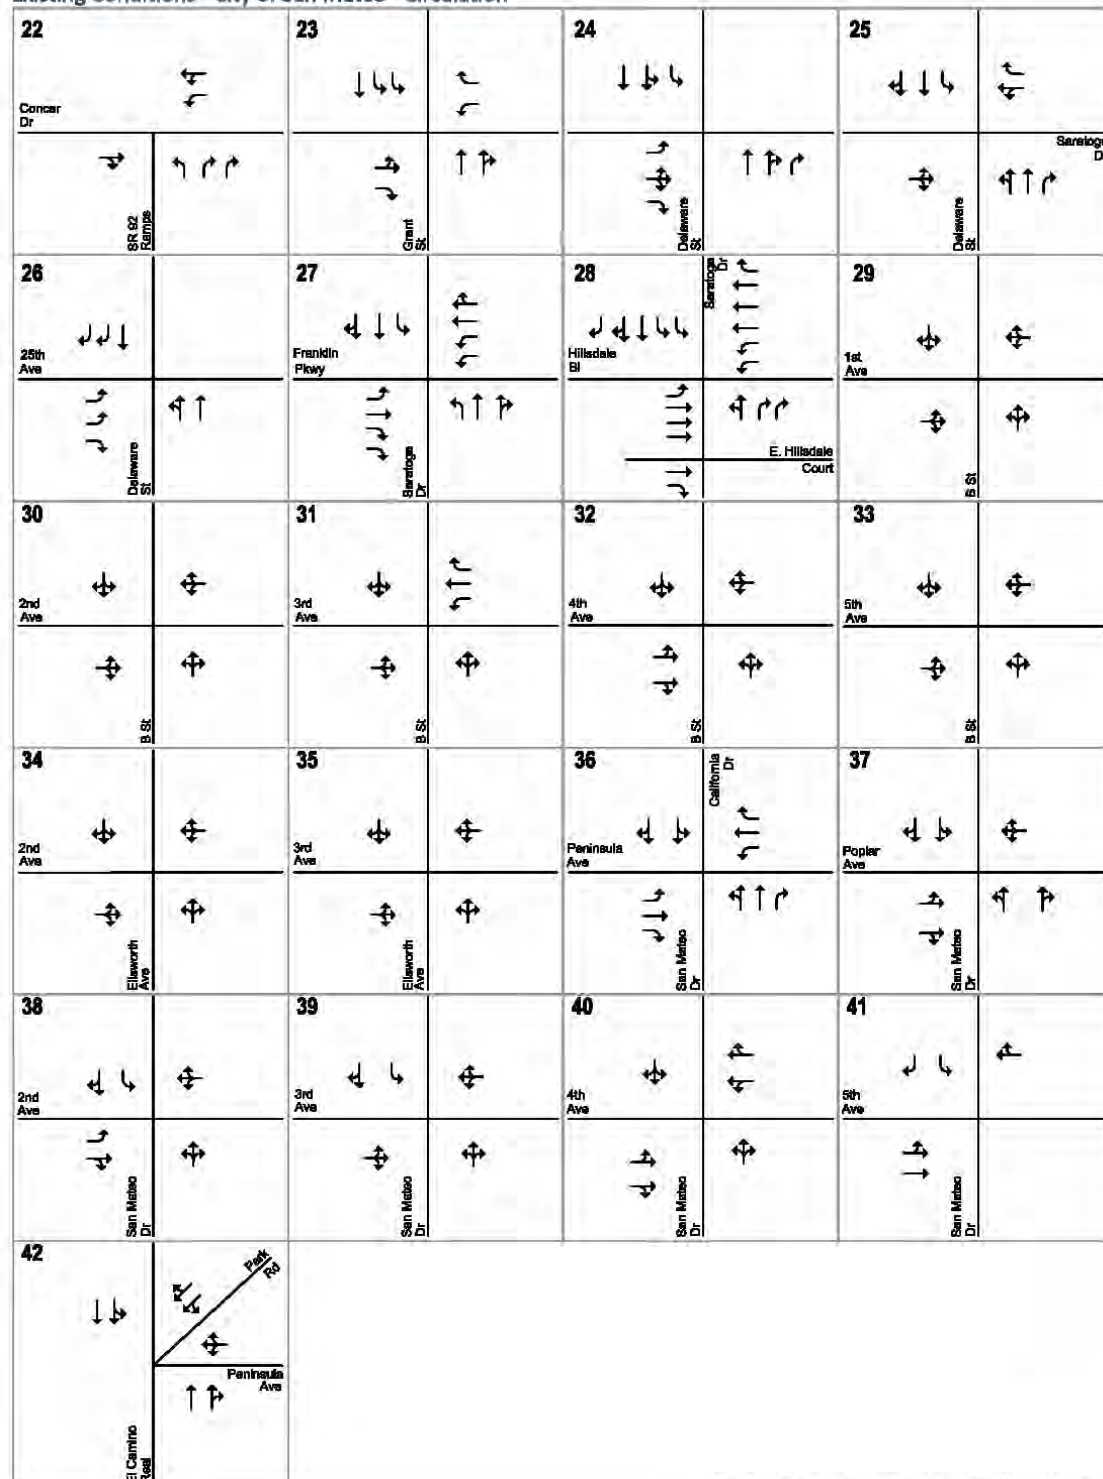 Existing Conditions - City of San Mateo - Circulation
22
Concar
Dr
SR 92
Ramps
23
Grant
St
24
Delaware
St
25
Saratoga
D
Delaware
St
26
25th
Ave
Delaware
St
27
Franklin
Pkwy
Saratoga
Dr
28
Saratoga
Dr
Hillsdale
Bl
E. Hillsdale
Court
29
1st
Ave
B St
30
2nd
Ave
B St
31
3rd
Ave
B St
32
4th
Ave
B St
33
5th
Ave
B St
34
2nd
Ave
Ellsworth
Ave
35
3rd
Ave
Ellsworth
Ave
36
California
Dr
Peninsula
Ave
San Mateo
Dr
37
Poplar
Ave
San Mateo
Dr
38
2nd
Ave
San Mateo
Dr
39
3rd
Ave
San Mateo
Dr
40
4th
Ave
San Mateo
Dr
41
5th
Ave
San Mateo
Dr
42
Park
Rd
Peninsula
Ave
El Camino
Real